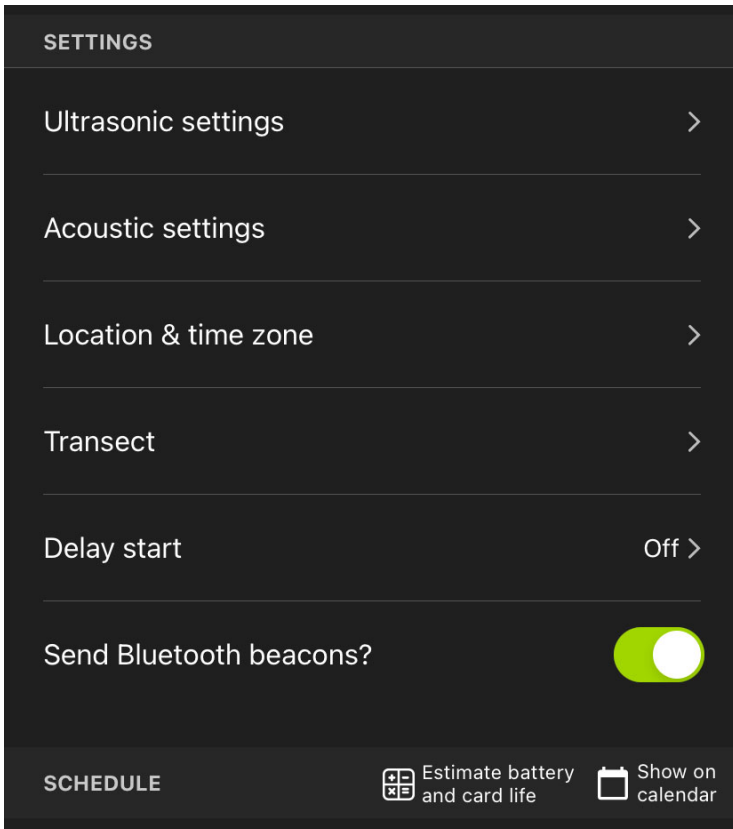 SETTINGS
Ultrasonic settings
Acoustic settings
Location & time zone
Transect
Delay start Off
Send Bluetooth beacons?
SCHEDULE
Estimate battery
and card life
Show on
calendar